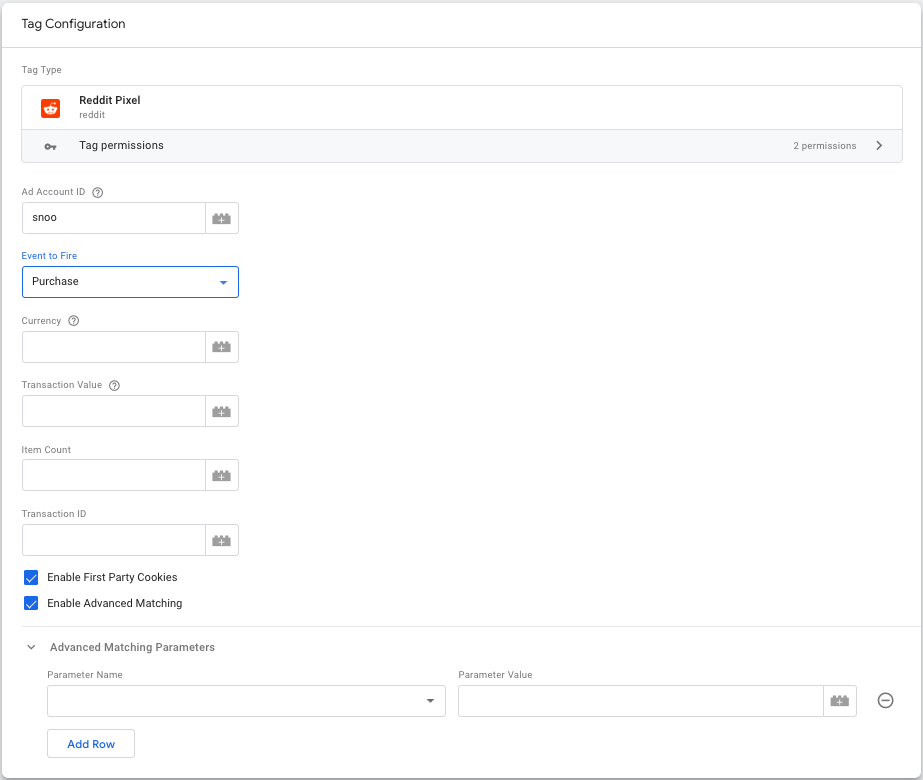 Tag Configuration
Tag Type
Reddit Pixel
reddit
Tag permissions 2 permissions
Ad Account ID ?
snoo
Event to Fire
Purchase
Currency ?
Transaction Value ?
Item Count
Transaction ID
Enable First Party Cookies
Enable Advanced Matching
Advanced Matching Parameters
Parameter Name Parameter Value
Add Row